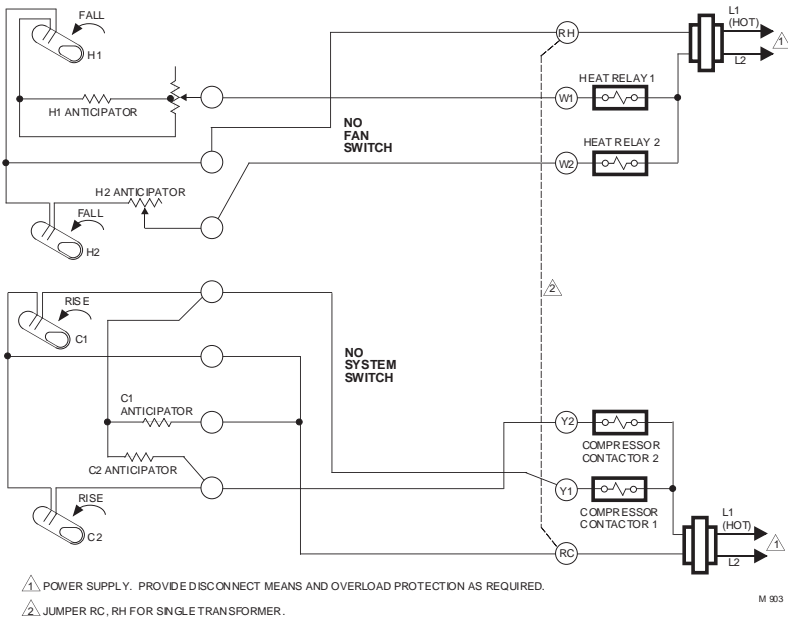 FALL
H1
H1 ANTICIPATOR
NO
FAN
SWITCH
H2 ANTICIPATOR
FALL
H2
RH
L1
(HOT)
1
L2
HEAT RELAY 1
W1
HEAT RELAY 2
W2
2
RISE
C1
NO
SYSTEM
SWITCH
C1
ANTICIPATOR
C2 ANTICIPATOR
RISE
C2
Y2
COMPRESSOR
CONTACTOR 2
Y1
COMPRESSOR
CONTACTOR 1
L1
(HOT)
1
L2
RC
1 POWER SUPPLY. PROVIDE DISCONNECT MEANS AND OVERLOAD PROTECTION AS REQUIRED.
2 JUMPER RC, RH FOR SINGLE TRANSFORMER.
M 903